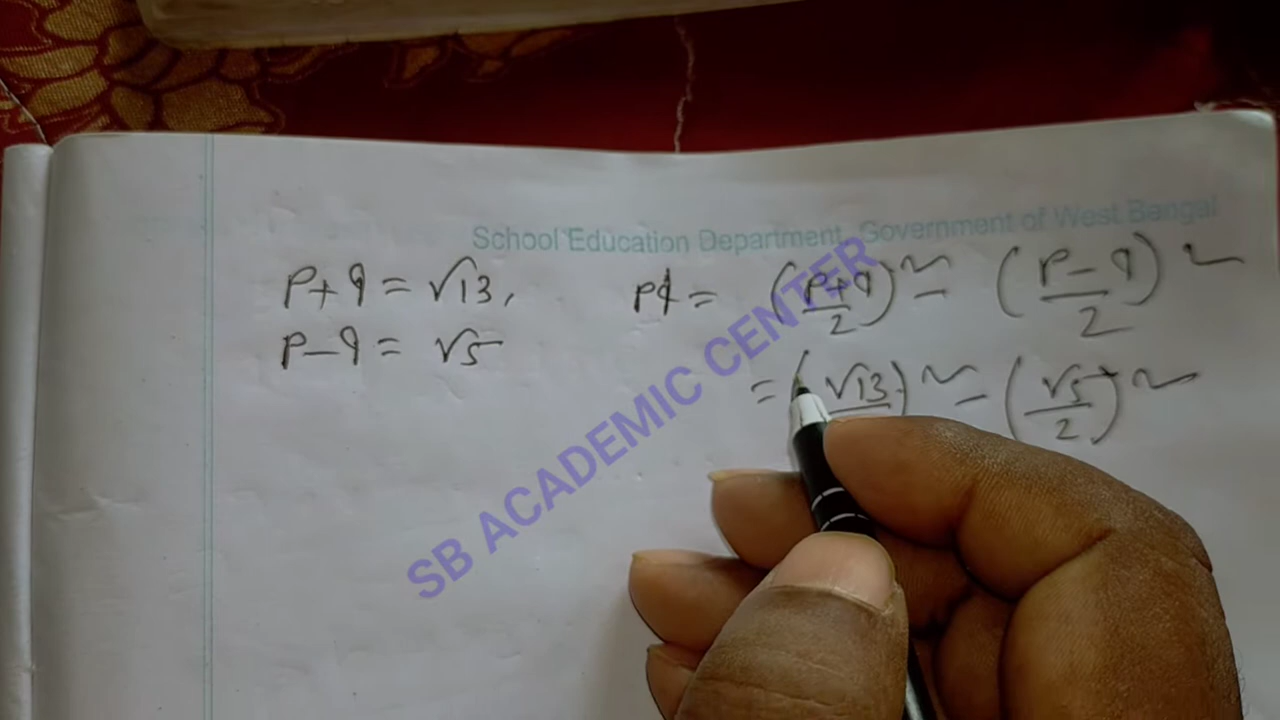 School Education Department, Government of West Bengal
p+q = √13,
p-q = √5
pq = (p+q/2)² - (p-q/2)²
= (√13/)² - (√5/2)²
SB ACADEMIC CENTER